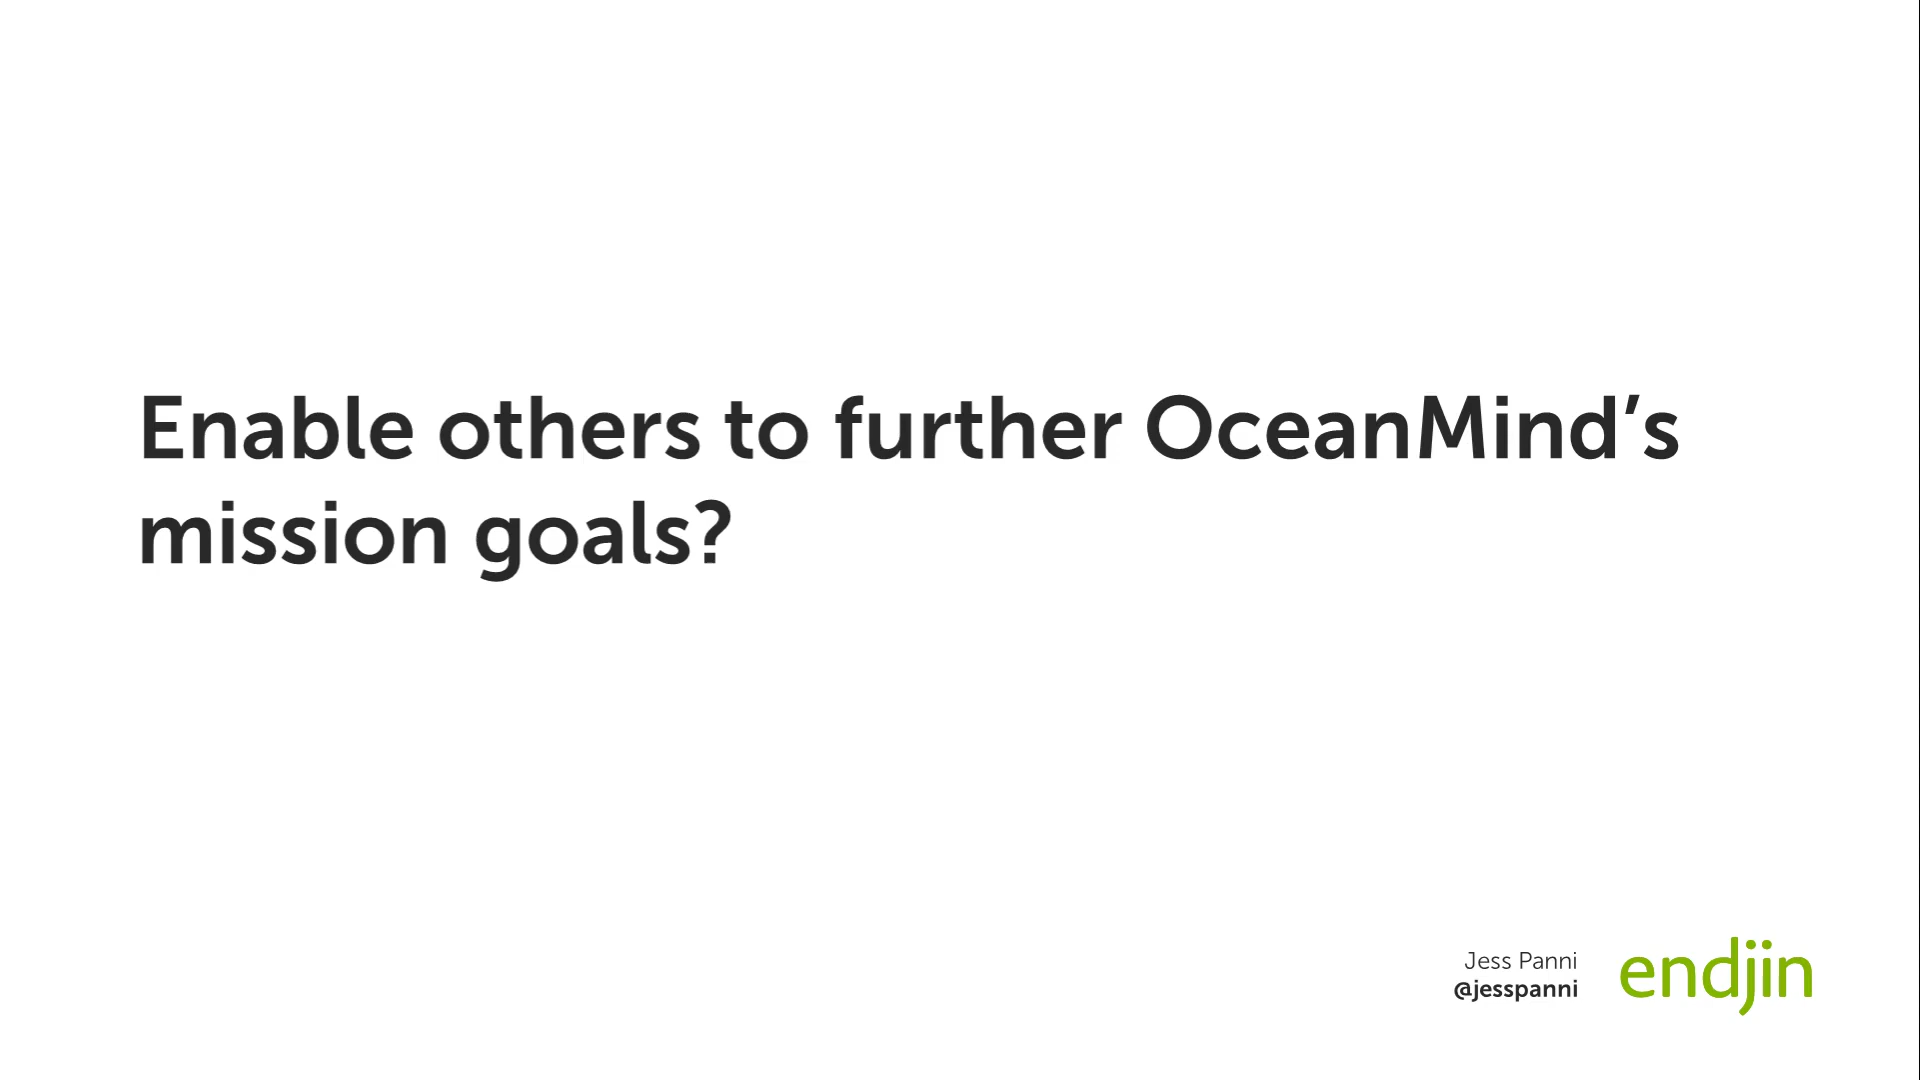 Enable others to further OceanMind’s
mission goals?
Jess Panni
@jesspanni
endjin